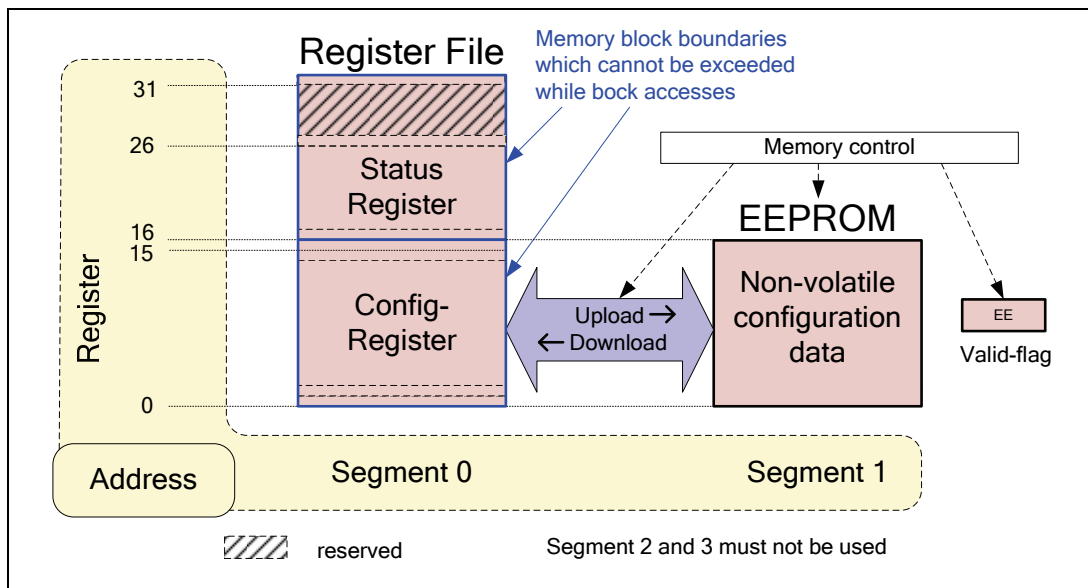 Register File
Memory block boundaries
which cannot be exceeded
while bock accesses
31
26
16
15
0
Register
Status
Register
Config-
Register
Memory control
EEPROM
Non-volatile
configuration
data
Upload →
← Download
EE
Valid-flag
Address
Segment 0
Segment 1
reserved
Segment 2 and 3 must not be used